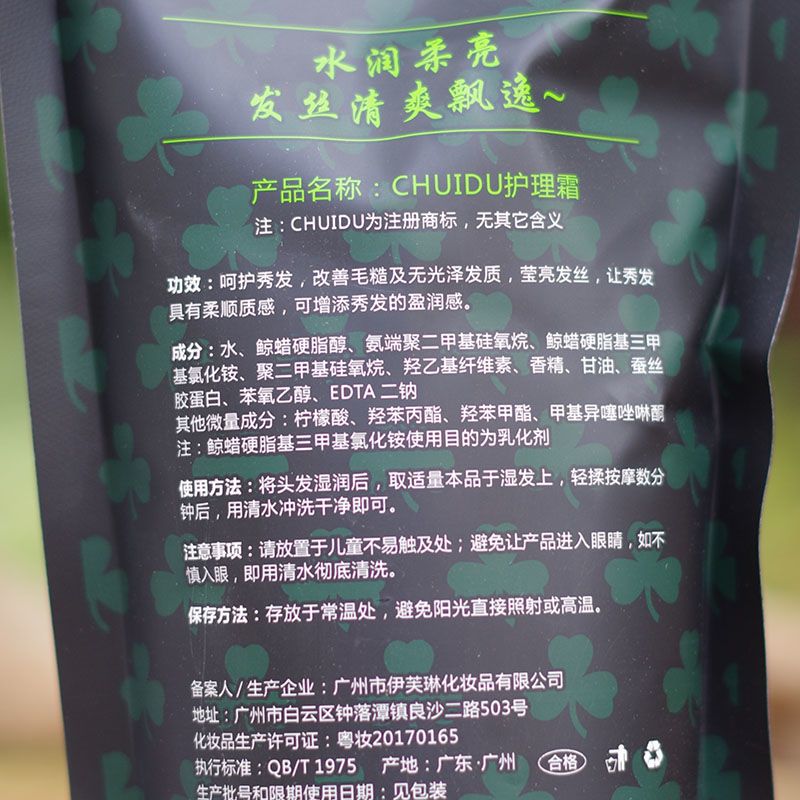 水润柔亮
发丝清爽飘逸~
产品名称：CHUIDU护理霜
注：CHUIDU为注册商标，无其它含义
功效：呵护秀发，改善毛糙及无光泽发质，莹亮发丝，让秀发
具有柔顺质感，可增添秀发的盈润感。
成分：水、鲸蜡硬脂醇、氨端聚二甲基硅氧烷、鲸蜡硬脂基三甲
基氯化铵、聚二甲基硅氧烷、羟乙基纤维素、香精、甘油、蚕丝
胶蛋白、苯氧乙醇、EDTA 二钠
其他微量成分：柠檬酸、羟苯丙酯、羟苯甲酯、甲基异噻唑啉酮
注：鲸蜡硬脂基三甲基氯化铵使用目的为乳化剂
使用方法：将头发湿润后，取适量本品于湿发上，轻揉按摩数分
钟后，用清水冲洗干净即可。
注意事项：请放置于儿童不易触及处；避免让产品进入眼睛，如不
慎入眼，即用清水彻底清洗。
保存方法：存放于常温处，避免阳光直接照射或高温。
备案人/生产企业：广州市伊芙琳化妆品有限公司
地址：广州市白云区钟落潭镇良沙二路503号
化妆品生产许可证：粤妆20170165
执行标准：QB/T 1975 产地：广东·广州 合格
生产批号和限期使用日期：见包装